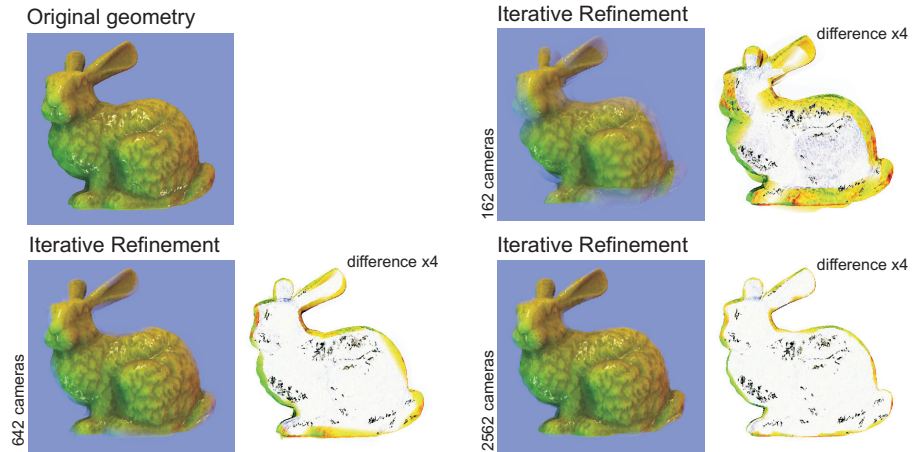 Original geometry
Iterative Refinement
difference x4
162 cameras
Iterative Refinement
difference x4
642 cameras
Iterative Refinement
difference x4
2562 cameras